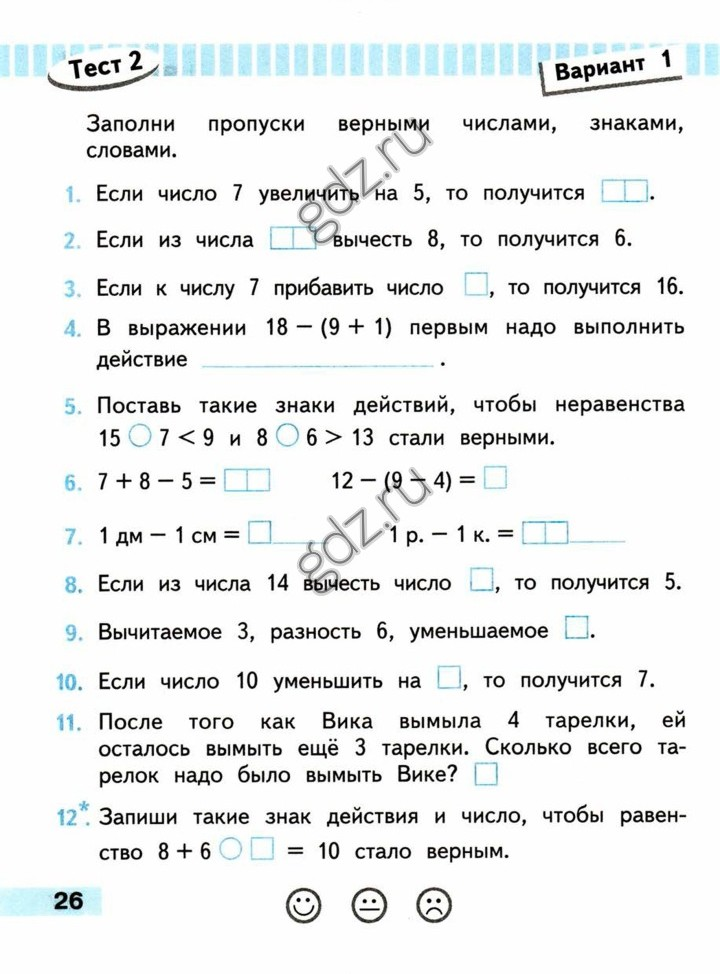 Тест 2
Вариант 1
Заполни пропуски верными числами, знаками,
словами.
1. Если число 7 увеличить на 5, то получится □□.
2. Если из числа □□ вычесть 8, то получится 6.
3. Если к числу 7 прибавить число □, то получится 16.
4. В выражении 18 − (9 + 1) первым надо выполнить
действие ____________________ .
5. Поставь такие знаки действий, чтобы неравенства
15 ○ 7 < 9 и 8 ○ 6 > 13 стали верными.
6. 7 + 8 − 5 = □□ 12 − (9 − 4) = □
7. 1 дм − 1 см = □_____ 1 р. − 1 к. = □□_____
8. Если из числа 14 вычесть число □, то получится 5.
9. Вычитаемое 3, разность 6, уменьшаемое □.
10. Если число 10 уменьшить на □, то получится 7.
11. После того как Вика вымыла 4 тарелки, ей
осталось вымыть ещё 3 тарелки. Сколько всего та-
релок надо было вымыть Вике? □
12*. Запиши такие знак действия и число, чтобы равен-
ство 8 + 6 ○ □ = 10 стало верным.
26
gdz.ru
gdz.ru